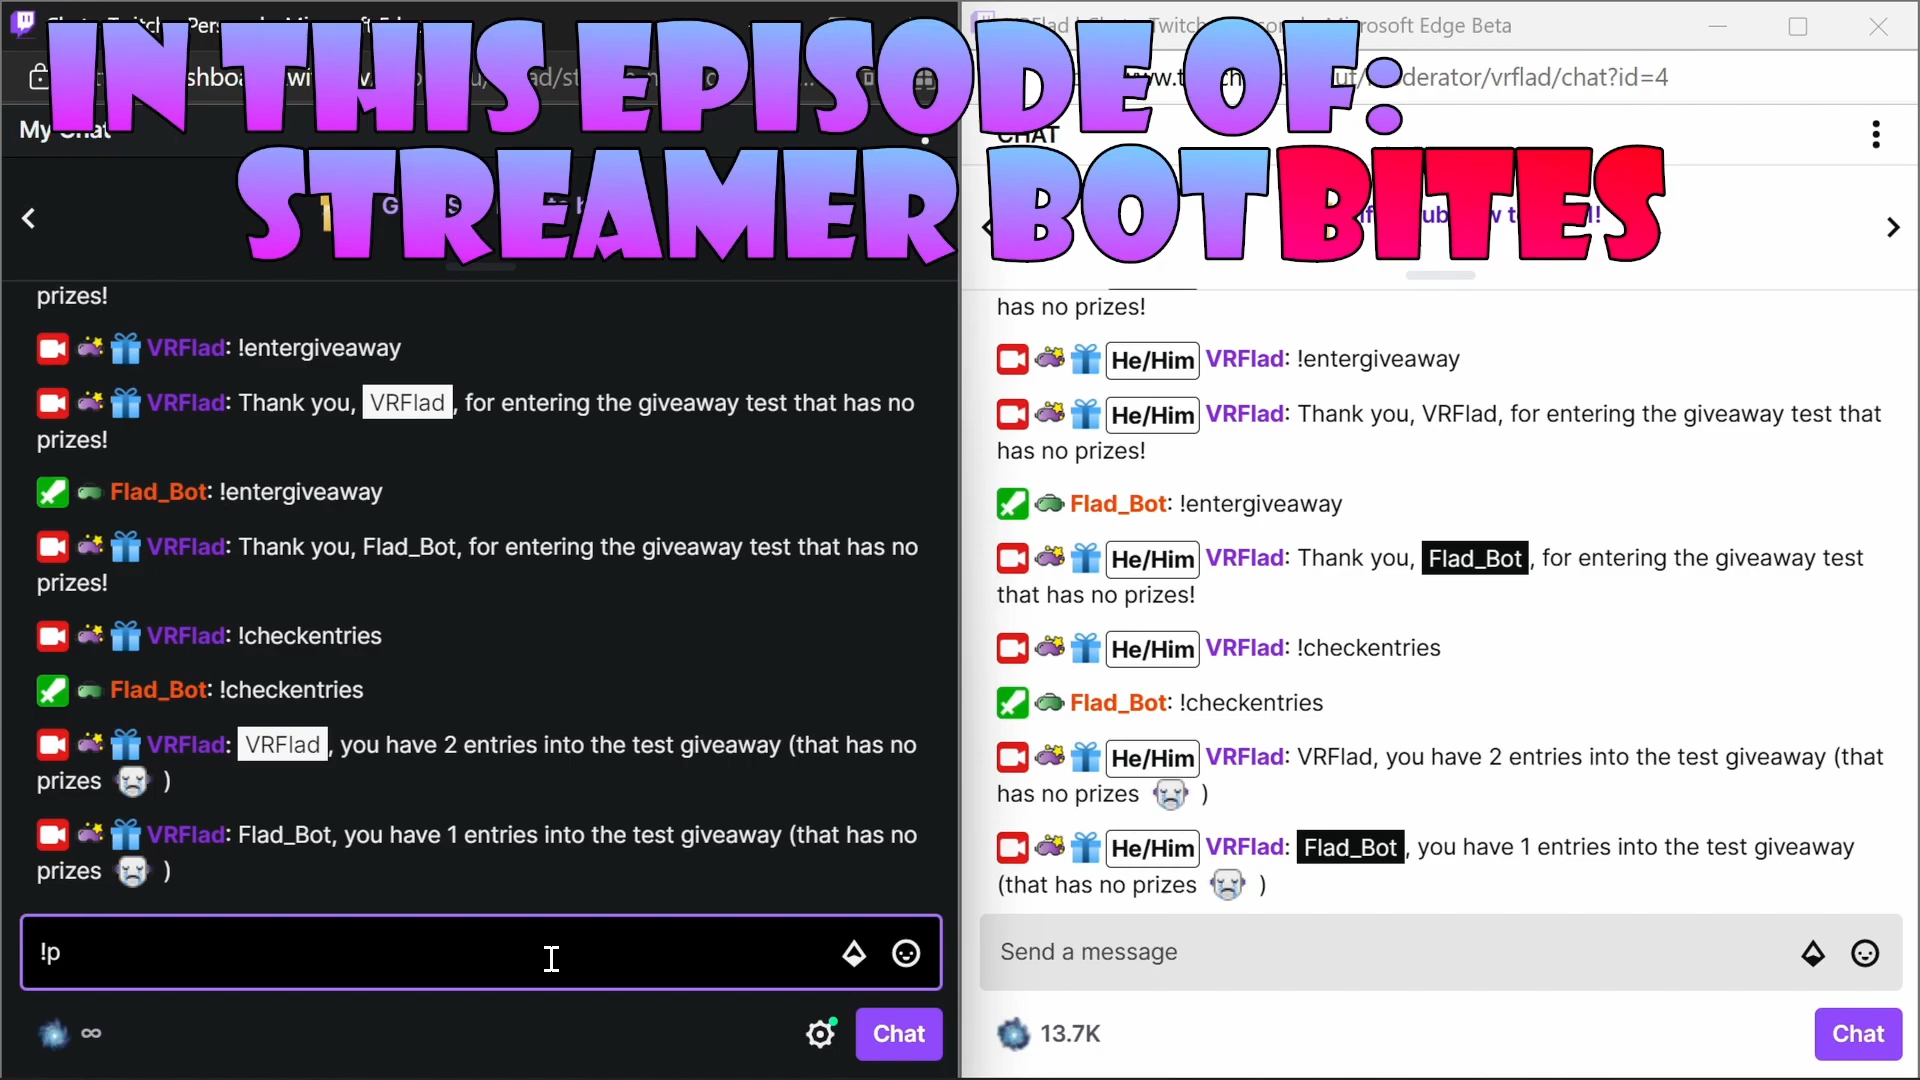 IN THIS EPISODE OF:
STREAMER BOT BITES
My Chat
prizes!
VRFlad: !entergiveaway
VRFlad: Thank you, VRFlad, for entering the giveaway test that has no
prizes!
Flad_Bot: !entergiveaway
VRFlad: Thank you, Flad_Bot, for entering the giveaway test that has no
prizes!
VRFlad: !checkentries
Flad_Bot: !checkentries
VRFlad: VRFlad, you have 2 entries into the test giveaway (that has no
prizes )
VRFlad: Flad_Bot, you have 1 entries into the test giveaway (that has no
prizes )
!p
∞
Chat
Microsoft Edge Beta
moderator/vrflad/chat?id=4
CHAT
has no prizes!
He/Him VRFlad: !entergiveaway
He/Him VRFlad: Thank you, VRFlad, for entering the giveaway test that
has no prizes!
Flad_Bot: !entergiveaway
He/Him VRFlad: Thank you, Flad_Bot, for entering the giveaway test
that has no prizes!
He/Him VRFlad: !checkentries
Flad_Bot: !checkentries
He/Him VRFlad: VRFlad, you have 2 entries into the test giveaway (that
has no prizes )
He/Him VRFlad: Flad_Bot, you have 1 entries into the test giveaway
(that has no prizes )
Send a message
13.7K
Chat